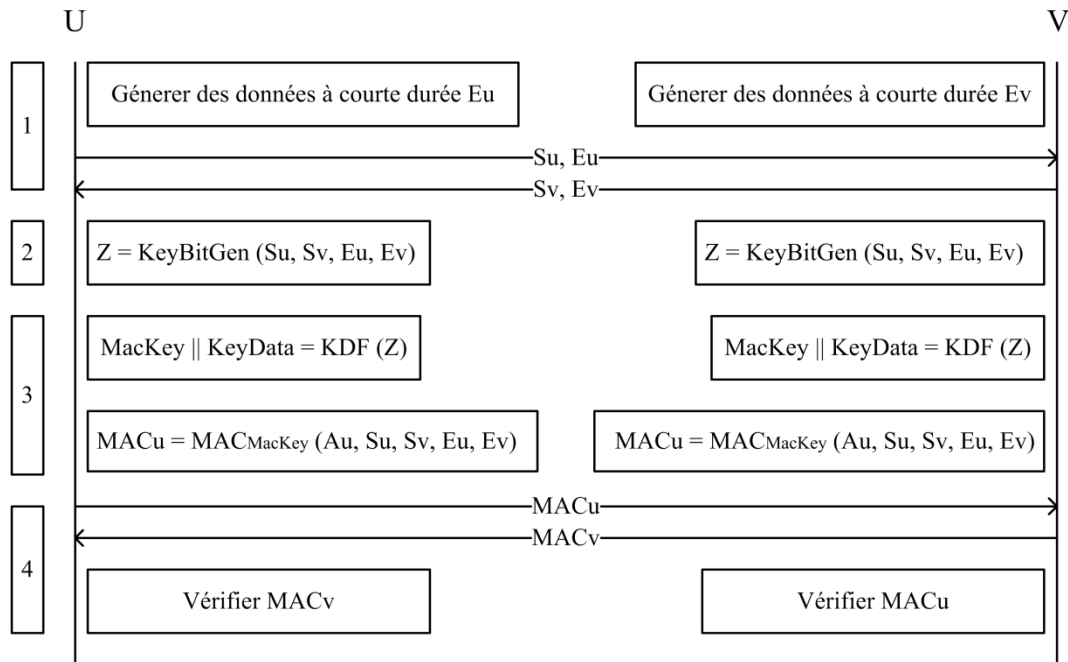 U
V
1
Génerer des données à courte durée Eu
Génerer des données à courte durée Ev
Su, Eu
Sv, Ev
2
Z = KeyBitGen (Su, Sv, Eu, Ev)
Z = KeyBitGen (Su, Sv, Eu, Ev)
3
MacKey || KeyData = KDF (Z)
MacKey || KeyData = KDF (Z)
MACu = MACMacKey (Au, Su, Sv, Eu, Ev)
MACu = MACMacKey (Au, Su, Sv, Eu, Ev)
4
MACu
MACv
Vérifier MACv
Vérifier MACu